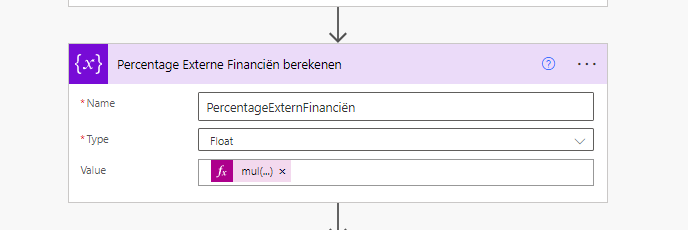 {x} Percentage Externe Financiën berekenen ? ...
* Name PercentageExternFinanciën
* Type Float
Value fx mul(...) ×